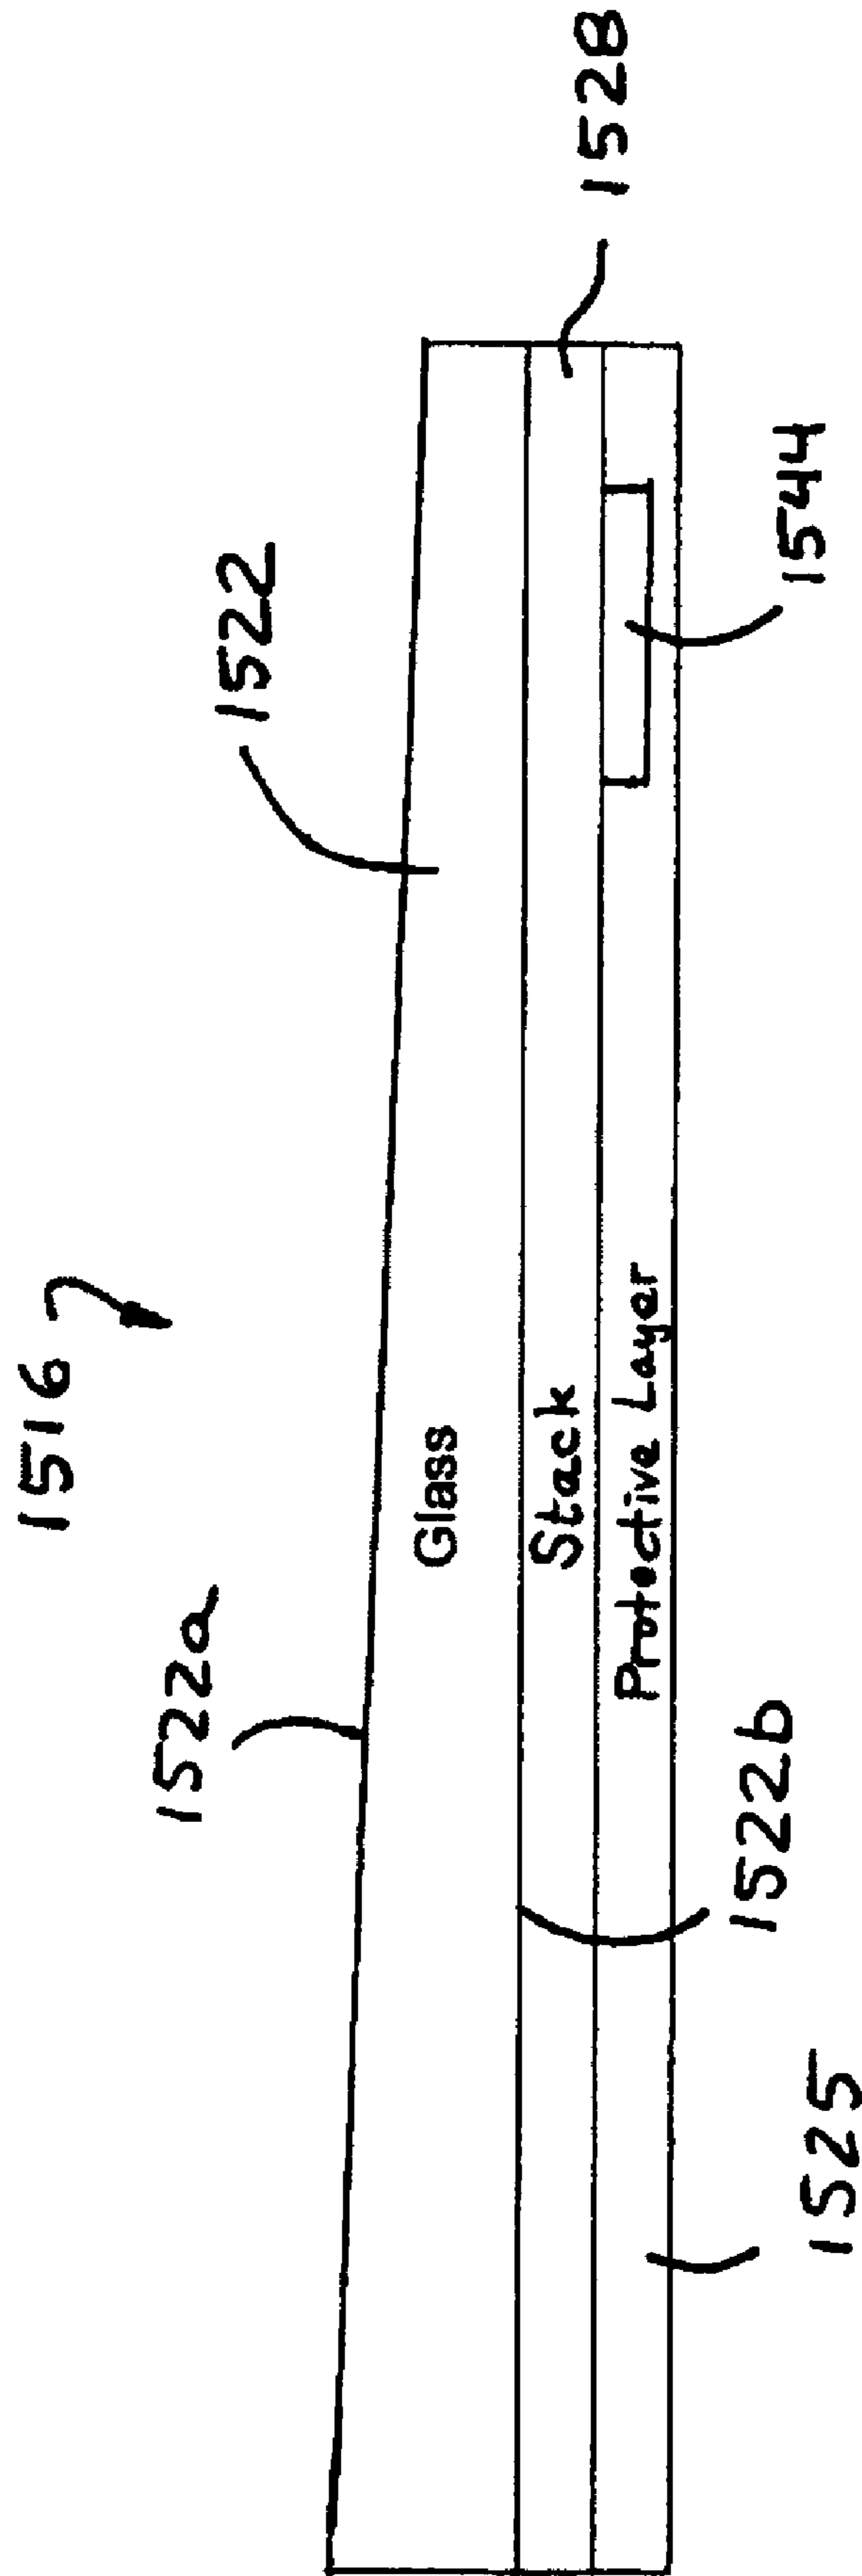 1516
1522
1522a
1528
Glass
Stack
Protective Layer
1544
1522b
1525